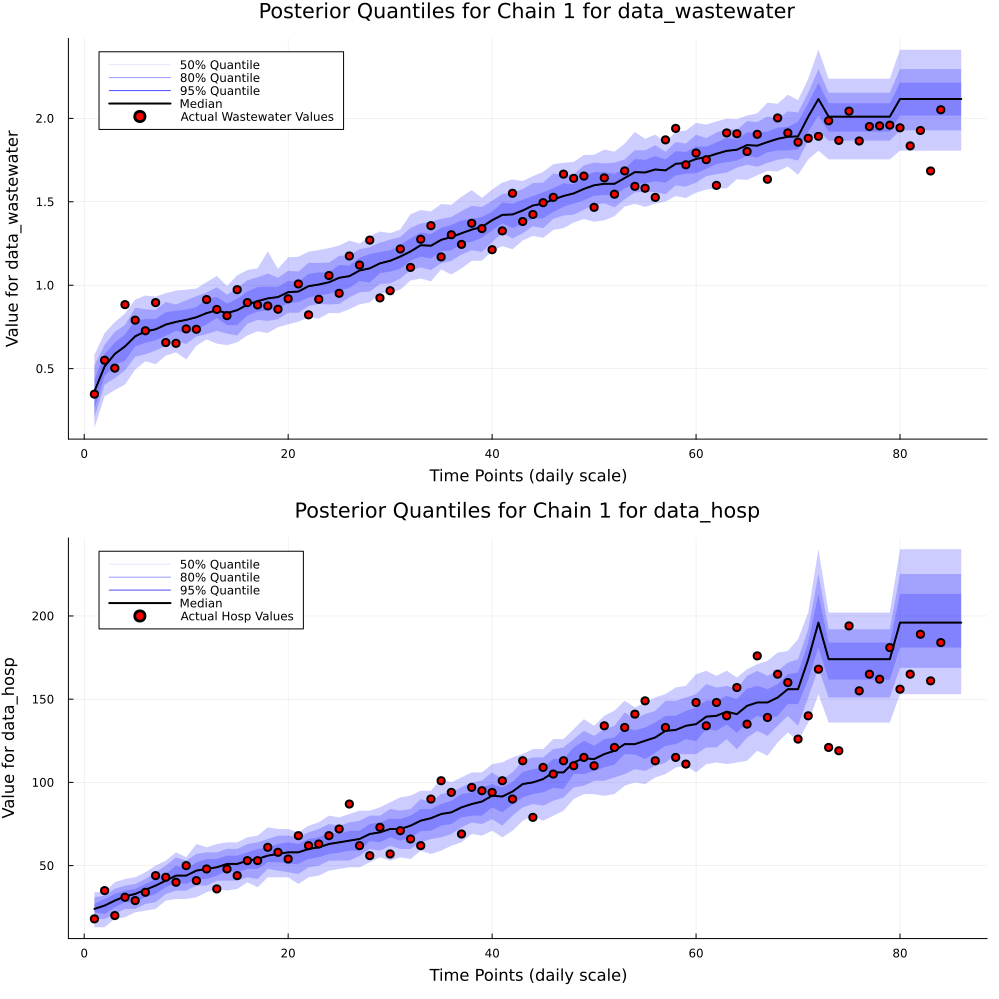 Posterior Quantiles for Chain 1 for data_wastewater
50% Quantile
80% Quantile
95% Quantile
Median
Actual Wastewater Values
Value for data_wastewater
2.0
1.5
1.0
0.5
0 20 40 60 80
Time Points (daily scale)
Posterior Quantiles for Chain 1 for data_hosp
50% Quantile
80% Quantile
95% Quantile
Median
Actual Hosp Values
Value for data_hosp
200
150
100
50
0 20 40 60 80
Time Points (daily scale)